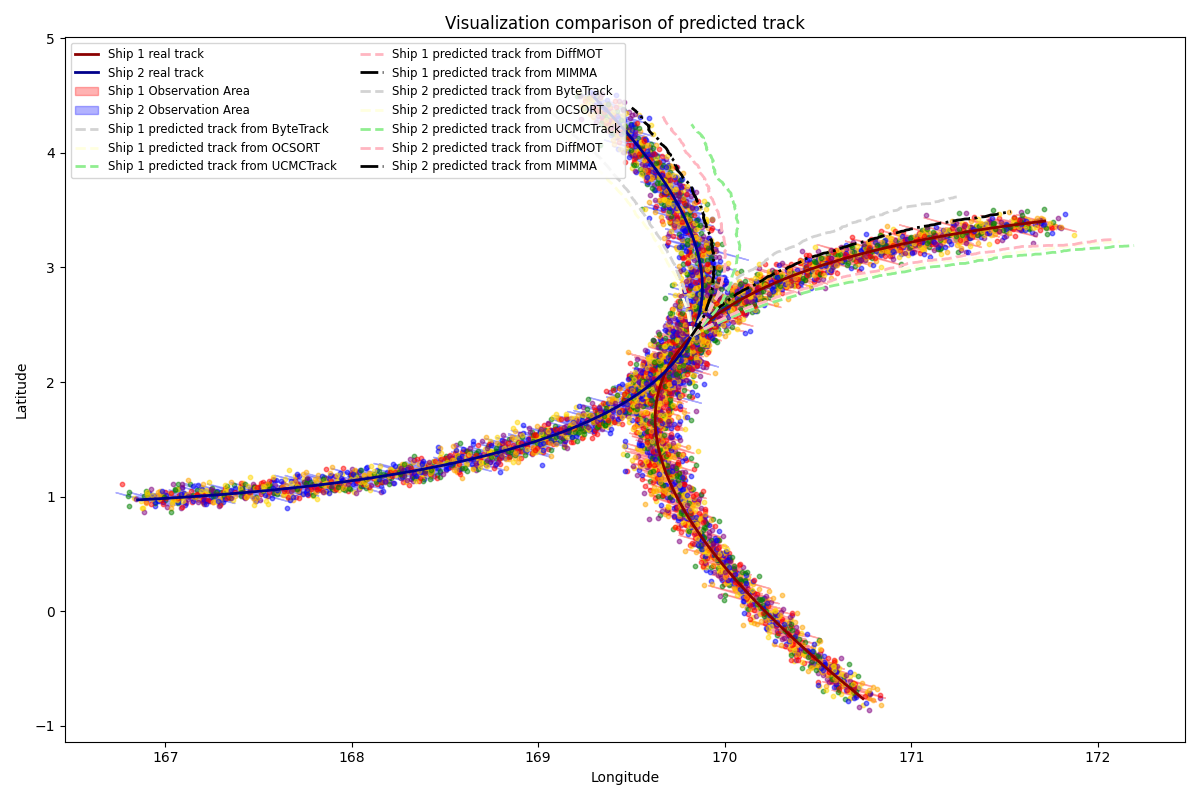 Visualization comparison of predicted track
Ship 1 real track
Ship 2 real track
Ship 1 Observation Area
Ship 2 Observation Area
Ship 1 predicted track from ByteTrack
Ship 1 predicted track from OCSORT
Ship 1 predicted track from UCMCTrack
Ship 1 predicted track from DiffMOT
Ship 1 predicted track from MIMMA
Ship 2 predicted track from ByteTrack
Ship 2 predicted track from OCSORT
Ship 2 predicted track from UCMCTrack
Ship 2 predicted track from DiffMOT
Ship 2 predicted track from MIMMA
5
4
3
2
1
0
−1
Latitude
167 168 169 170 171 172
Longitude